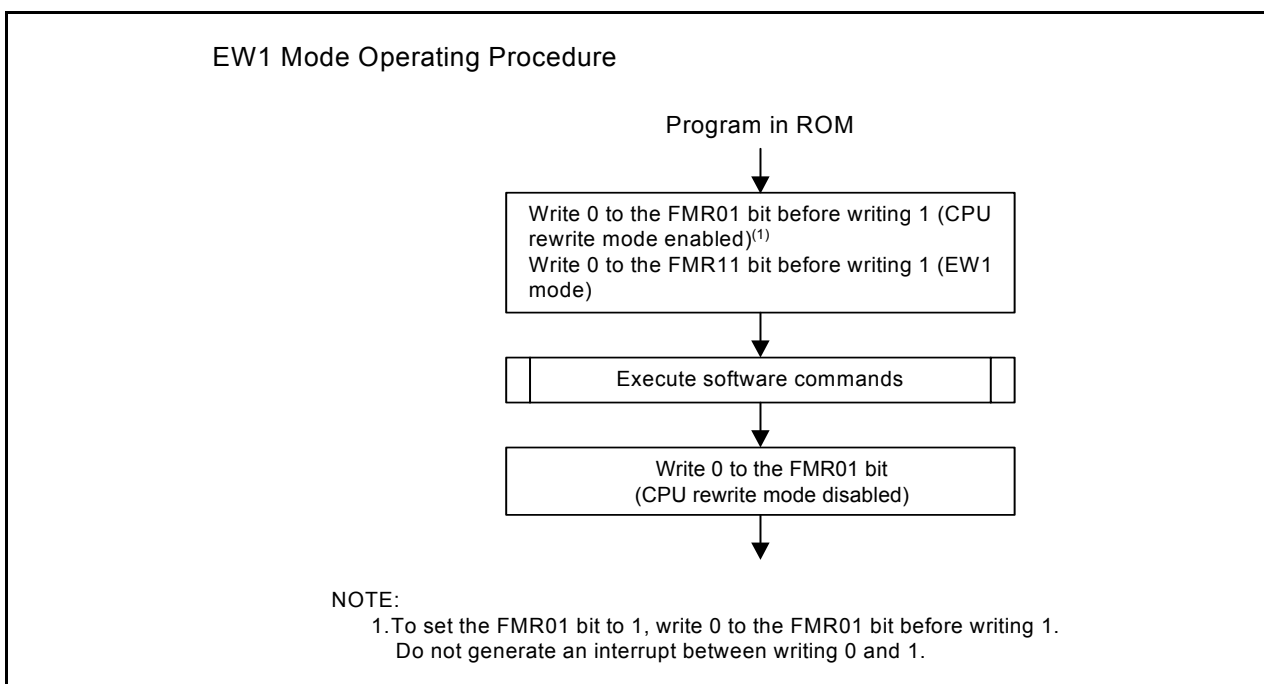 EW1 Mode Operating Procedure
Program in ROM
Write 0 to the FMR01 bit before writing 1 (CPU
rewrite mode enabled)(1)
Write 0 to the FMR11 bit before writing 1 (EW1
mode)
Execute software commands
Write 0 to the FMR01 bit
(CPU rewrite mode disabled)
NOTE:
1.To set the FMR01 bit to 1, write 0 to the FMR01 bit before writing 1.
Do not generate an interrupt between writing 0 and 1.